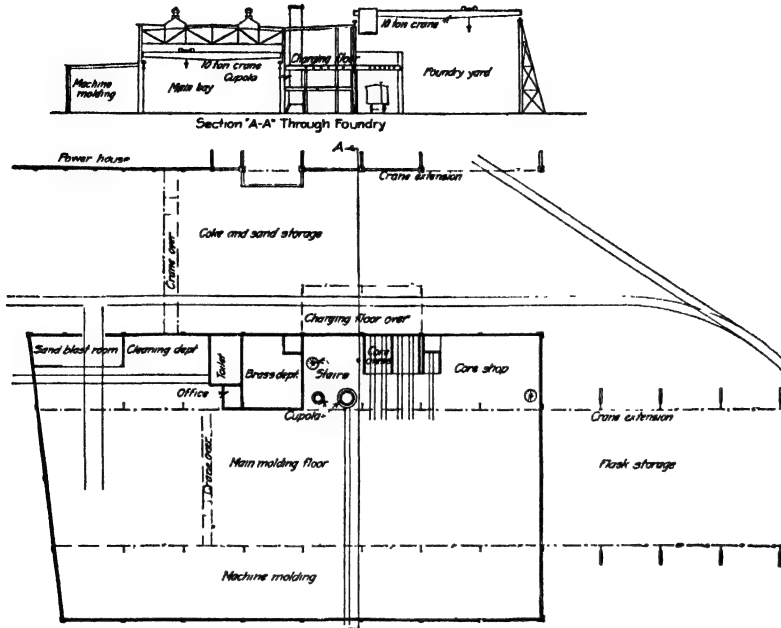 10 ton crane
10 ton crane
Charging floor
Cupola
Foundry yard
Machine
molding
Main bay
Section "A-A" Through Foundry
Power house
A
Crane extension
Coke and sand storage
Crane over
Charging floor over
Sand blast room
Cleaning dept
Toilet
Brass dept.
Stairs
Core
ovens
Core shop
Office
Cupola
Crane extension
Crane over
Main molding floor
Flask storage
Machine molding